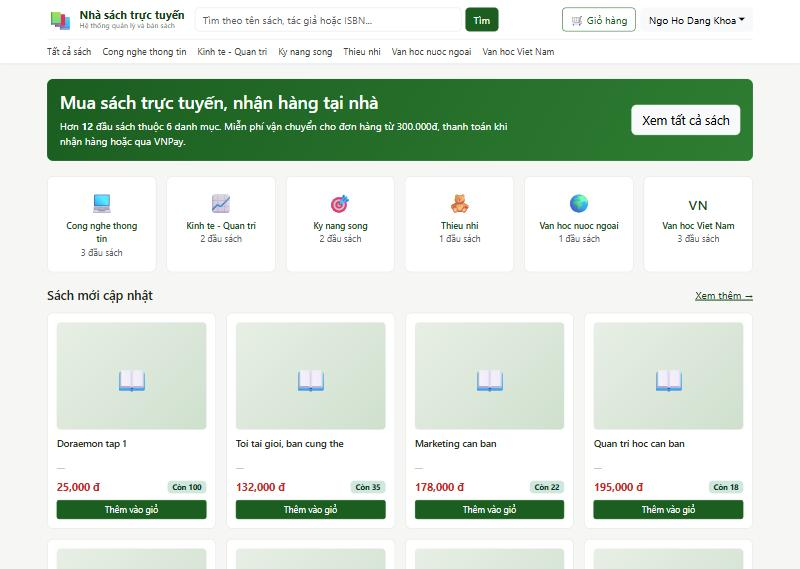 Nhà sách trực tuyến
Hệ thống quản lý và bán sách
Tìm theo tên sách, tác giả hoặc ISBN...
Tìm
Giỏ hàng
Ngo Ho Dang Khoa
Tất cả sách Cong nghe thong tin Kinh te - Quan tri Ky nang song Thieu nhi Van hoc nuoc ngoai Van hoc Viet Nam
Mua sách trực tuyến, nhận hàng tại nhà
Hơn 12 đầu sách thuộc 6 danh mục. Miễn phí vận chuyển cho đơn hàng từ 300.000đ, thanh toán khi
nhận hàng hoặc qua VNPay.
Xem tất cả sách
Cong nghe thong
tin
3 đầu sách
Kinh te - Quan tri
2 đầu sách
Ky nang song
2 đầu sách
Thieu nhi
1 đầu sách
Van hoc nuoc ngoai
1 đầu sách
VN
Van hoc Viet Nam
3 đầu sách
Sách mới cập nhật
Xem thêm →
Doraemon tap 1
—
25,000 đ
Còn 100
Thêm vào giỏ
Toi tai gioi, ban cung the
—
132,000 đ
Còn 35
Thêm vào giỏ
Marketing can ban
—
178,000 đ
Còn 22
Thêm vào giỏ
Quan tri hoc can ban
—
195,000 đ
Còn 18
Thêm vào giỏ